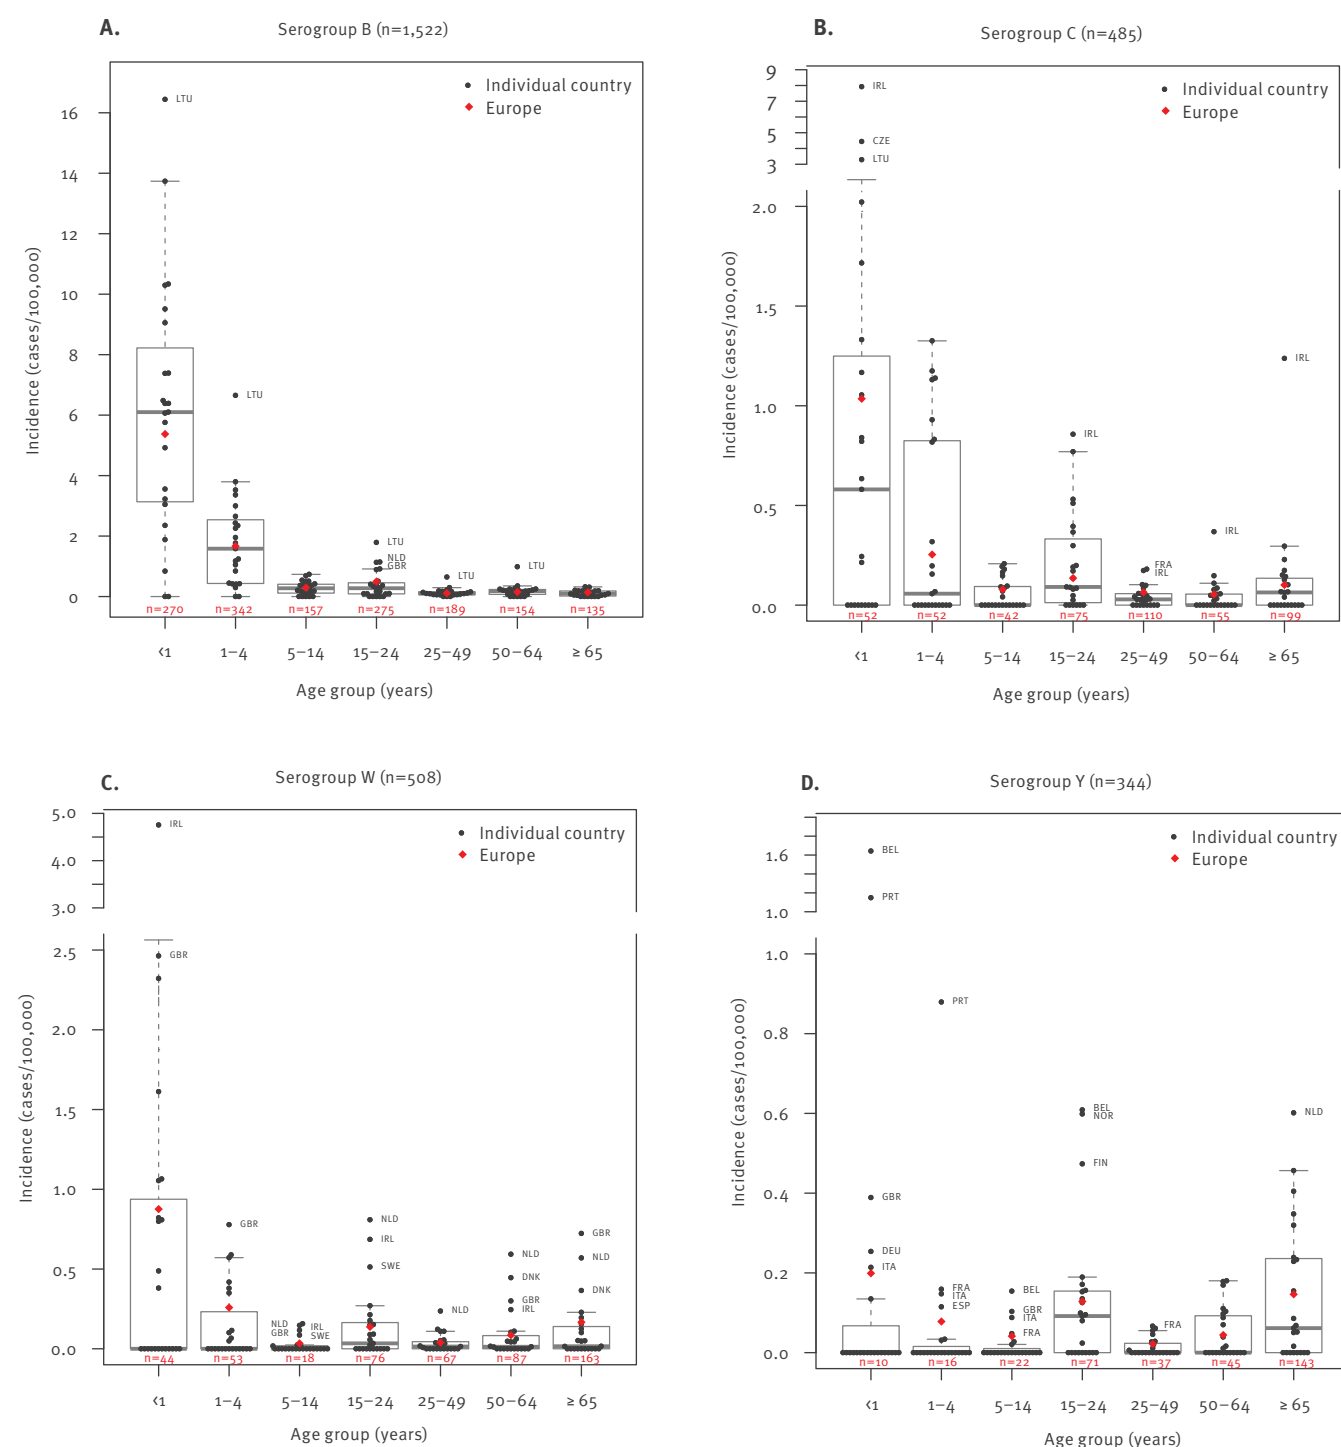 A.
Serogroup B (n=1,522)
Individual country
Europe
Incidence (cases/100,000)
16
14
12
10
8
6
4
2
0
LTU
LTU
LTU
NLD
GBR
LTU
LTU
n=270 n=342 n=157 n=275 n=189 n=154 n=135
<1 1–4 5–14 15–24 25–49 50–64 ≥ 65
Age group (years)
B.
Serogroup C (n=485)
Individual country
Europe
Incidence (cases/100,000)
9
7
5
3
2.0
1.5
1.0
0.5
0.0
IRL
CZE
LTU
IRL
FRA
IRL
IRL
IRL
n=52 n=52 n=42 n=75 n=110 n=55 n=99
<1 1–4 5–14 15–24 25–49 50–64 ≥ 65
Age group (years)
C.
Serogroup W (n=508)
Individual country
Europe
Incidence (cases/100,000)
5.0
4.0
3.0
2.5
2.0
1.5
1.0
0.5
0.0
IRL
GBR
GBR
NLD
GBR
IRL
SWE
NLD
IRL
SWE
NLD
NLD
DNK
GBR
IRL
GBR
NLD
DNK
n=44 n=53 n=18 n=76 n=67 n=87 n=163
<1 1–4 5–14 15–24 25–49 50–64 ≥ 65
Age group (years)
D.
Serogroup Y (n=344)
Individual country
Europe
Incidence (cases/100,000)
1.6
1.0
1.0
0.8
0.6
0.4
0.2
0.0
BEL
PRT
GBR
DEU
ITA
PRT
FRA
ITA
ESP
BEL
GBR
ITA
FRA
BEL
NOR
FIN
FRA
NLD
n=10 n=16 n=22 n=71 n=37 n=45 n=143
<1 1–4 5–14 15–24 25–49 50–64 ≥ 65
Age group (years)